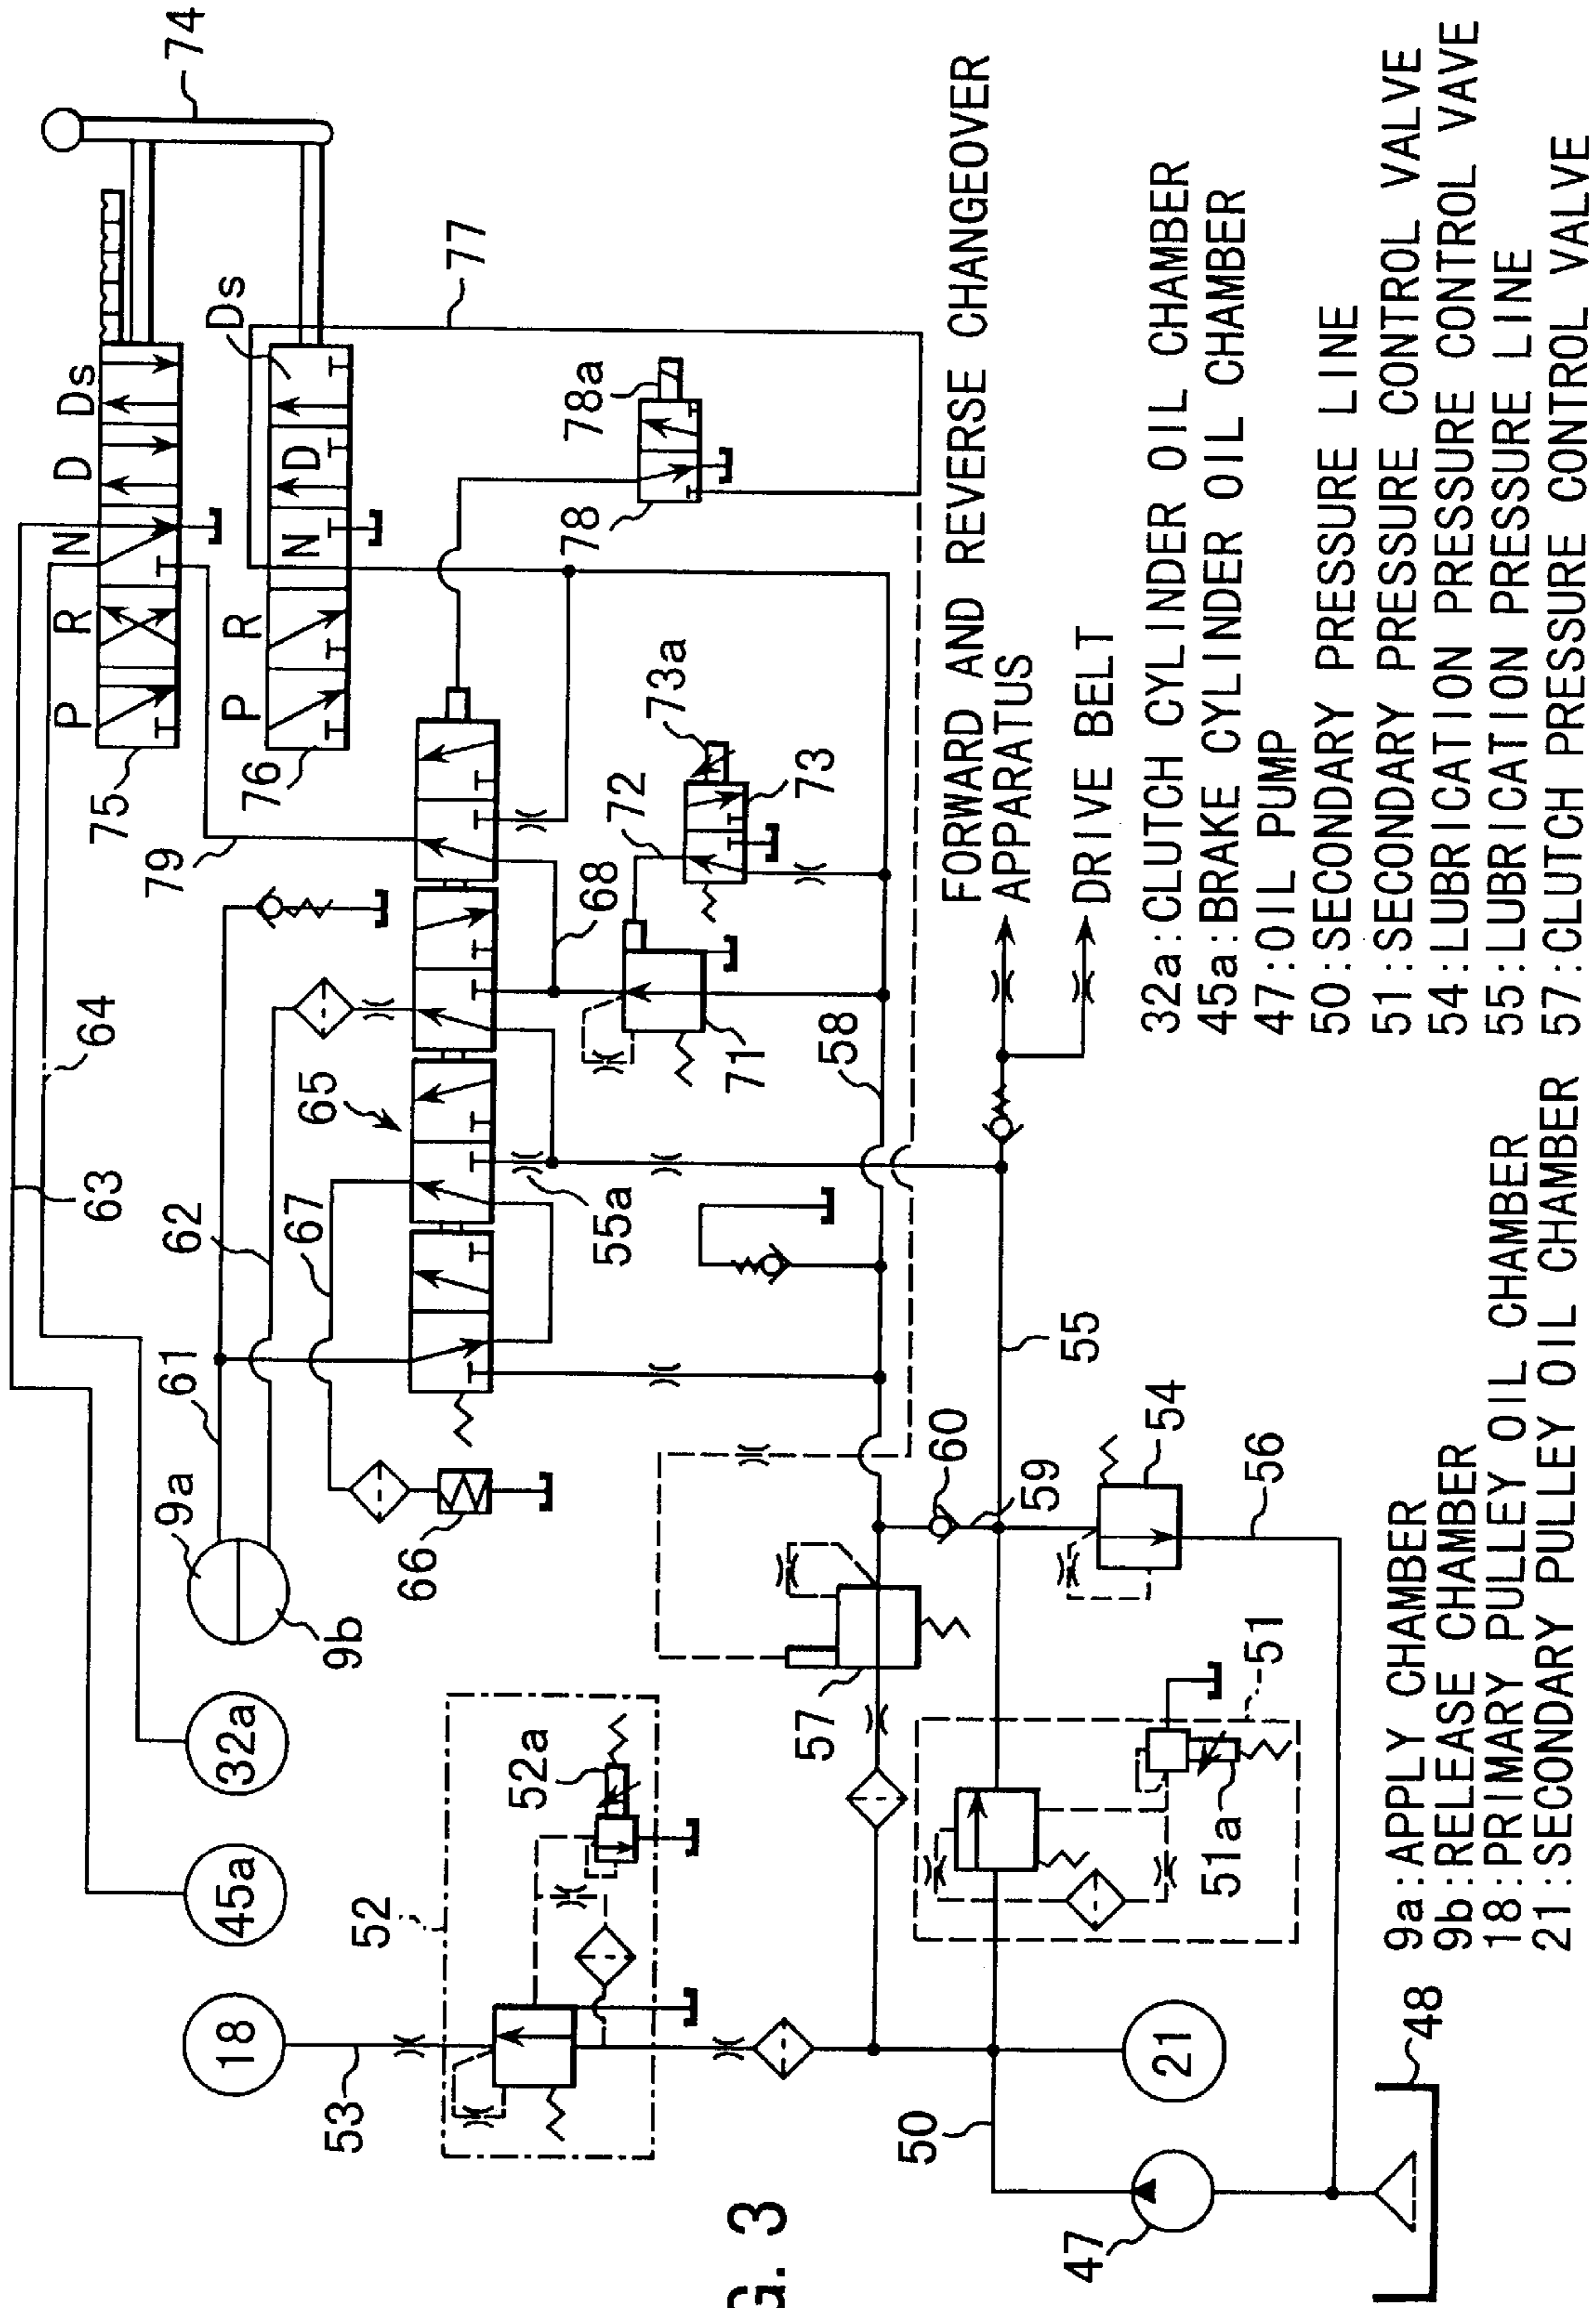 G. 3
18
45a
32a
9a
9b
61
62
63
64
53
52
52a
66
67
65
55a
79
75
P
R
N
D
Ds
76
P
R
N
D
Ds
74
77
78
78a
68
72
73
73a
71
58
57
60
59
55
54
56
51
51a
50
47
21
48
FORWARD AND REVERSE CHANGEOVER
APPARATUS
DRIVE BELT
9a:APPLY CHAMBER
9b:RELEASE CHAMBER
18:PRIMARY PULLEY OIL CHAMBER
21:SECONDARY PULLEY OIL CHAMBER
32a:CLUTCH CYLINDER OIL CHAMBER
45a:BRAKE CYLINDER OIL CHAMBER
47:OIL PUMP
50:SECONDARY PRESSURE LINE
51:SECONDARY PRESSURE CONTROL VALVE
54:LUBRICATION PRESSURE CONTROL VAVE
55:LUBRICATION PRESSURE LINE
57:CLUTCH PRESSURE CONTROL VALVE